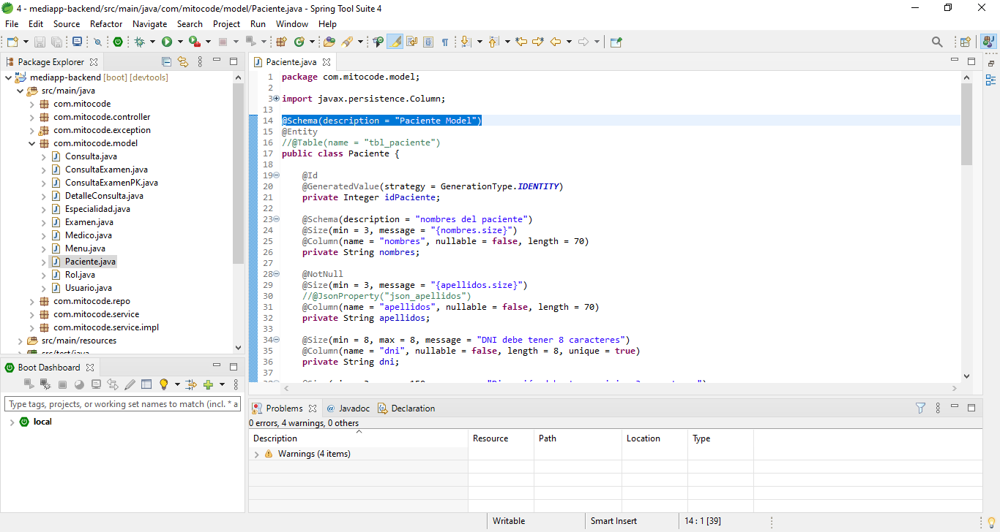 4 - mediapp-backend/src/main/java/com/mitocode/model/Paciente.java - Spring Tool Suite 4
File Edit Source Refactor Navigate Search Project Run Window Help
Package Explorer
mediapp-backend [boot] [devtools]
src/main/java
com.mitocode
com.mitocode.controller
com.mitocode.exception
com.mitocode.model
Consulta.java
ConsultaExamen.java
ConsultaExamenPK.java
DetalleConsulta.java
Especialidad.java
Examen.java
Medico.java
Menu.java
Paciente.java
Rol.java
Usuario.java
com.mitocode.repo
com.mitocode.service
com.mitocode.service.impl
src/main/resources
src/test/java
Boot Dashboard
Type tags, projects, or working set names to match (incl. * a
local
Paciente.java
1 package com.mitocode.model;
2
3 import javax.persistence.Column;
13
14 @Schema(description = "Paciente Model")
15 @Entity
16 //@Table(name = "tbl_paciente")
17 public class Paciente {
18
19 @Id
20 @GeneratedValue(strategy = GenerationType.IDENTITY)
21 private Integer idPaciente;
22
23 @Schema(description = "nombres del paciente")
24 @Size(min = 3, message = "{nombres.size}")
25 @Column(name = "nombres", nullable = false, length = 70)
26 private String nombres;
27
28 @NotNull
29 @Size(min = 3, message = "{apellidos.size}")
30 //@JsonProperty("json_apellidos")
31 @Column(name = "apellidos", nullable = false, length = 70)
32 private String apellidos;
33
34 @Size(min = 8, max = 8, message = "DNI debe tener 8 caracteres")
35 @Column(name = "dni", nullable = false, length = 8, unique = true)
36 private String dni;
37
Problems @ Javadoc Declaration
0 errors, 4 warnings, 0 others
Description Resource Path Location Type
Warnings (4 items)
Writable Smart Insert 14 : 1 [39]